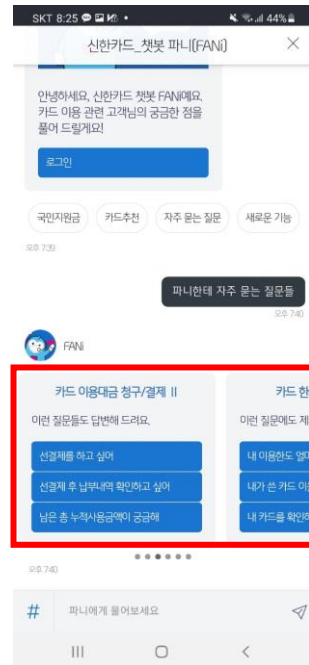 SKT 8:25
44%
신한카드_챗봇 파니(FANi)
안녕하세요, 신한카드 챗봇 FANi예요.
카드 이용 관련 고객님의 궁금한 점을
풀어 드릴게요!
로그인
국민지원금
카드추천
자주 묻는 질문
새로운 기능
오후 7:39
파니한테 자주 묻는 질문들
오후 7:40
FANi
카드 이용대금 청구/결제 II
이런 질문들도 답변해 드려요.
선결제를 하고 싶어
선결제 후 납부내역 확인하고 싶어
남은 총 누적사용금액이 궁금해
카드 한
이런 질문에도 제
내 이용한도 얼마
내가 쓴 카드 이용
내 카드를 확인하
오후 7:40
#
파니에게 물어보세요